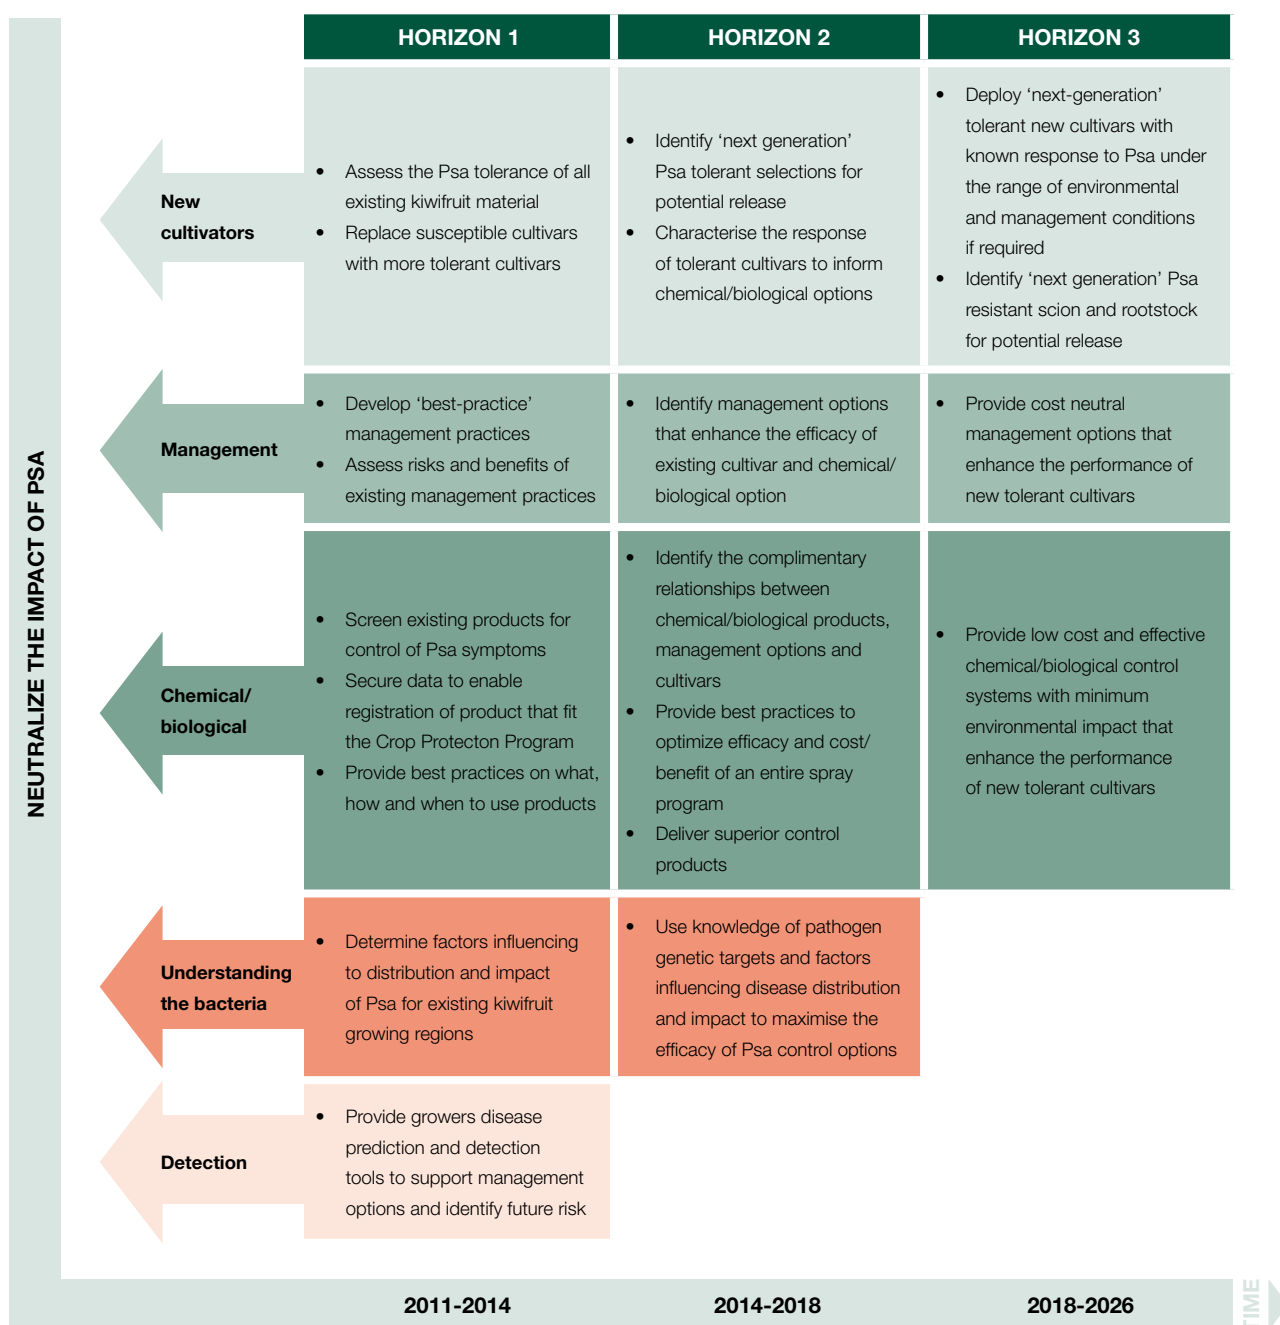 HORIZON 1
HORIZON 2
HORIZON 3
NEUTRALIZE THE IMPACT OF PSA
New
cultivators
• Assess the Psa tolerance of all
existing kiwifruit material
• Replace susceptible cultivars
with more tolerant cultivars
• Identify ‘next generation’
Psa tolerant selections for
potential release
• Characterise the response
of tolerant cultivars to inform
chemical/biological options
• Deploy ‘next-generation’
tolerant new cultivars with
known response to Psa under
the range of environmental
and management conditions
if required
• Identify ‘next generation’ Psa
resistant scion and rootstock
for potential release
Management
• Develop ‘best-practice’
management practices
• Assess risks and benefits of
existing management practices
• Identify management options
that enhance the efficacy of
existing cultivar and chemical/
biological option
• Provide cost neutral
management options that
enhance the performance of
new tolerant cultivars
Chemical/
biological
• Screen existing products for
control of Psa symptoms
• Secure data to enable
registration of product that fit
the Crop Protecton Program
• Provide best practices on what,
how and when to use products
• Identify the complimentary
relationships between
chemical/biological products,
management options and
cultivars
• Provide best practices to
optimize efficacy and cost/
benefit of an entire spray
program
• Deliver superior control
products
• Provide low cost and effective
chemical/biological control
systems with minimum
environmental impact that
enhance the performance
of new tolerant cultivars
Understanding
the bacteria
• Determine factors influencing
to distribution and impact
of Psa for existing kiwifruit
growing regions
• Use knowledge of pathogen
genetic targets and factors
influencing disease distribution
and impact to maximise the
efficacy of Psa control options
Detection
• Provide growers disease
prediction and detection
tools to support management
options and identify future risk
2011-2014
2014-2018
2018-2026
TIME